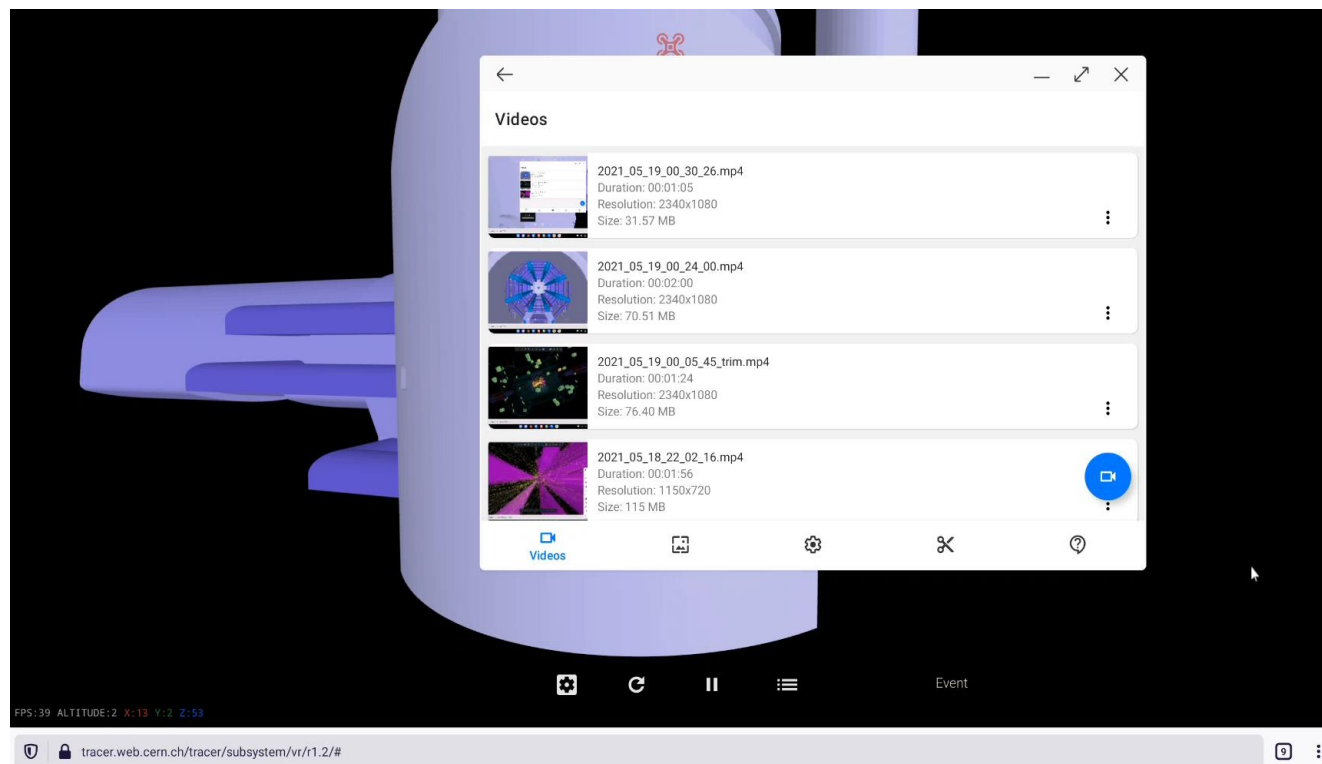 Videos
2021_05_19_00_30_26.mp4
Duration: 00:01:05
Resolution: 2340x1080
Size: 31.57 MB
2021_05_19_00_24_00.mp4
Duration: 00:02:00
Resolution: 2340x1080
Size: 70.51 MB
2021_05_19_00_05_45_trim.mp4
Duration: 00:01:24
Resolution: 2340x1080
Size: 76.40 MB
2021_05_18_22_02_16.mp4
Duration: 00:01:56
Resolution: 1150x720
Size: 115 MB
Videos
Event
FPS:39 ALTITUDE:2 X:13 Y:2 Z:53
tracer.web.cern.ch/tracer/subsystem/vr/r1.2/#
9